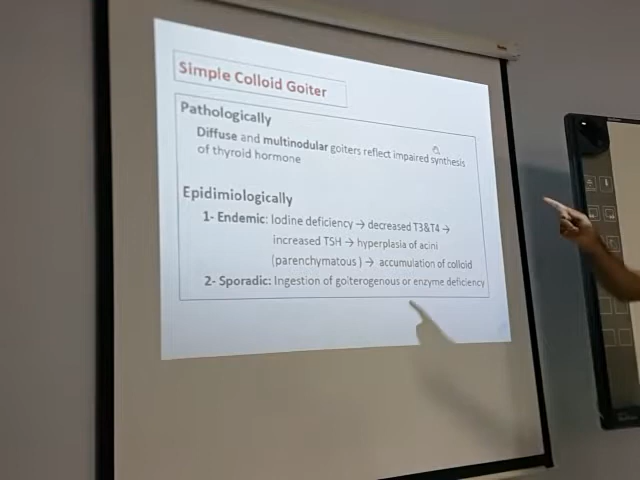 Simple Colloid Goiter
Pathologically
Diffuse and multinodular goiters reflect impaired synthesis
of thyroid hormone
Epidimiologically
1- Endemic: Iodine deficiency → decreased T3&T4 →
increased TSH → hyperplasia of acini
(parenchymatous ) → accumulation of colloid
2- Sporadic: Ingestion of goiterogenous or enzyme deficiency